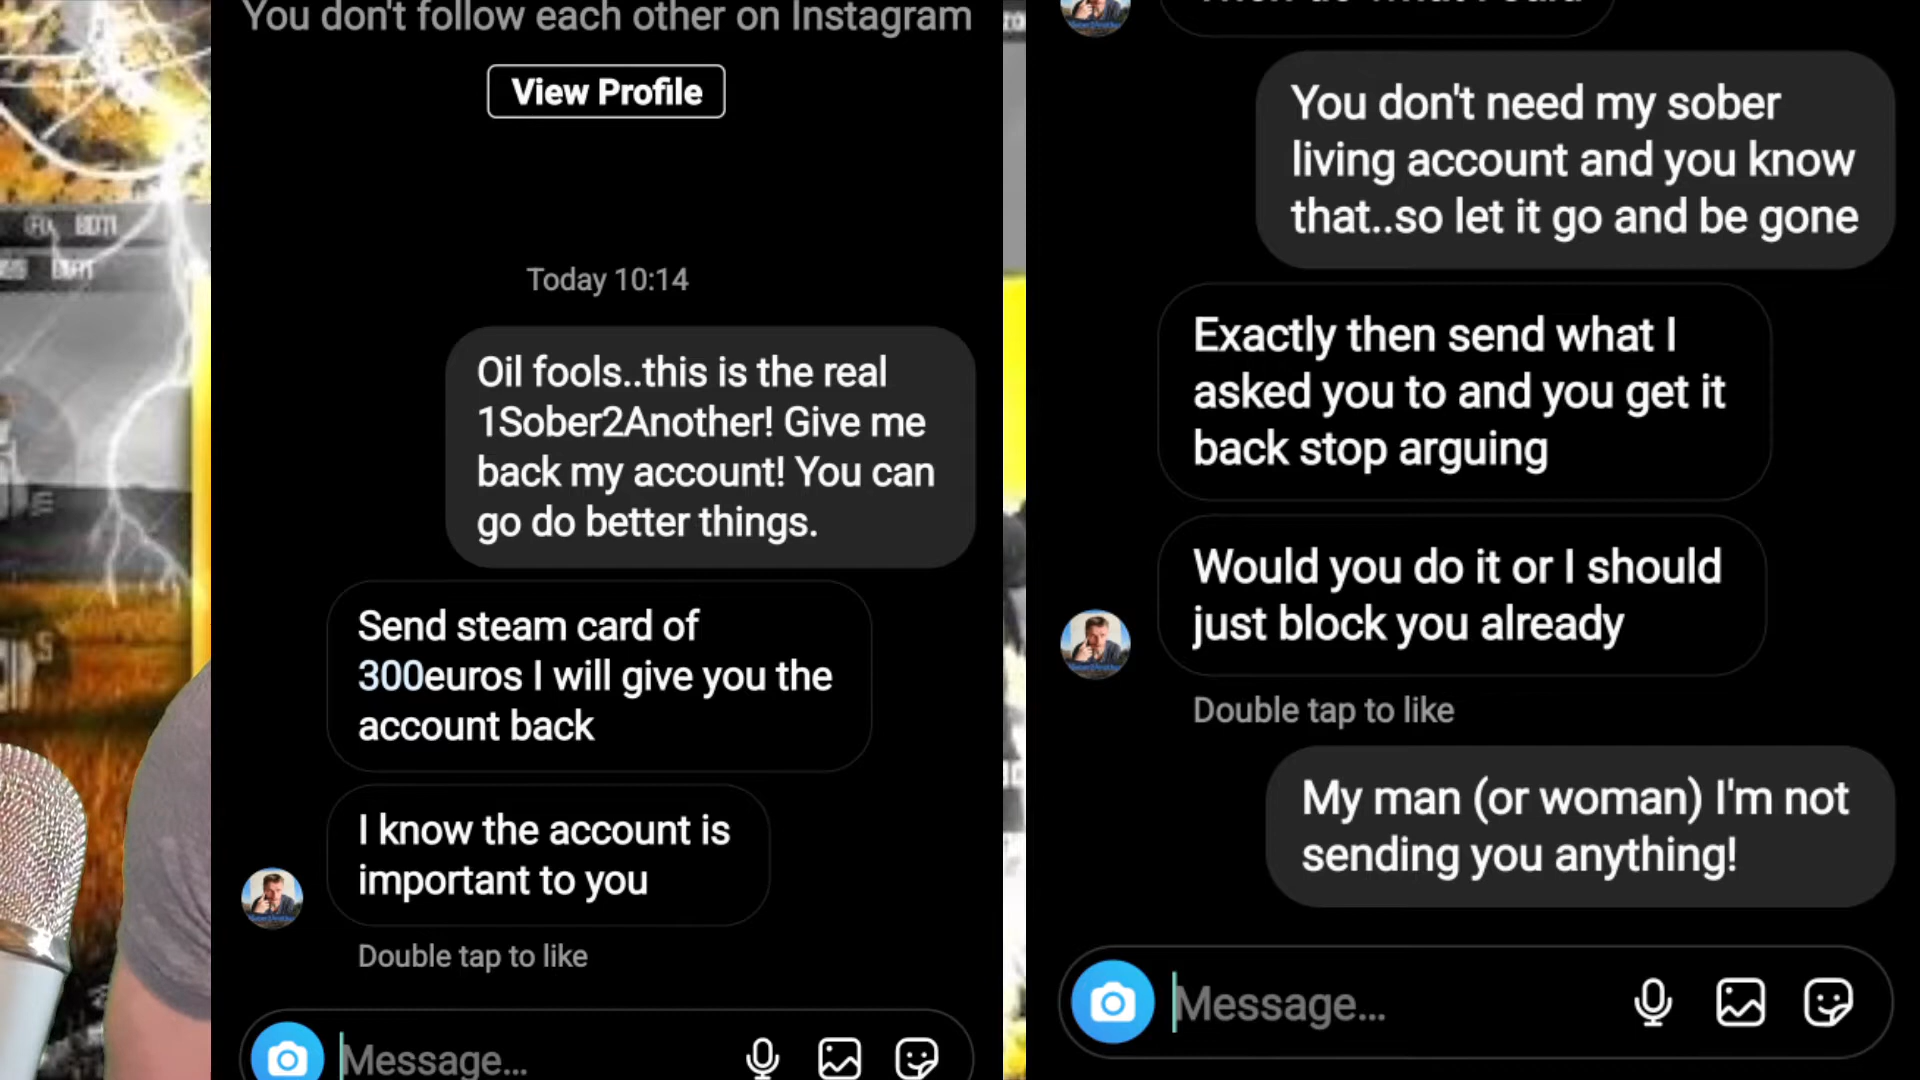 You don't follow each other on Instagram
View Profile
Today 10:14
Oil fools..this is the real
1Sober2Another! Give me
back my account! You can
go do better things.
Send steam card of
300euros I will give you the
account back
I know the account is
important to you
Double tap to like
Message...
You don't need my sober
living account and you know
that..so let it go and be gone
Exactly then send what I
asked you to and you get it
back stop arguing
Would you do it or I should
just block you already
Double tap to like
My man (or woman) I'm not
sending you anything!
Message...